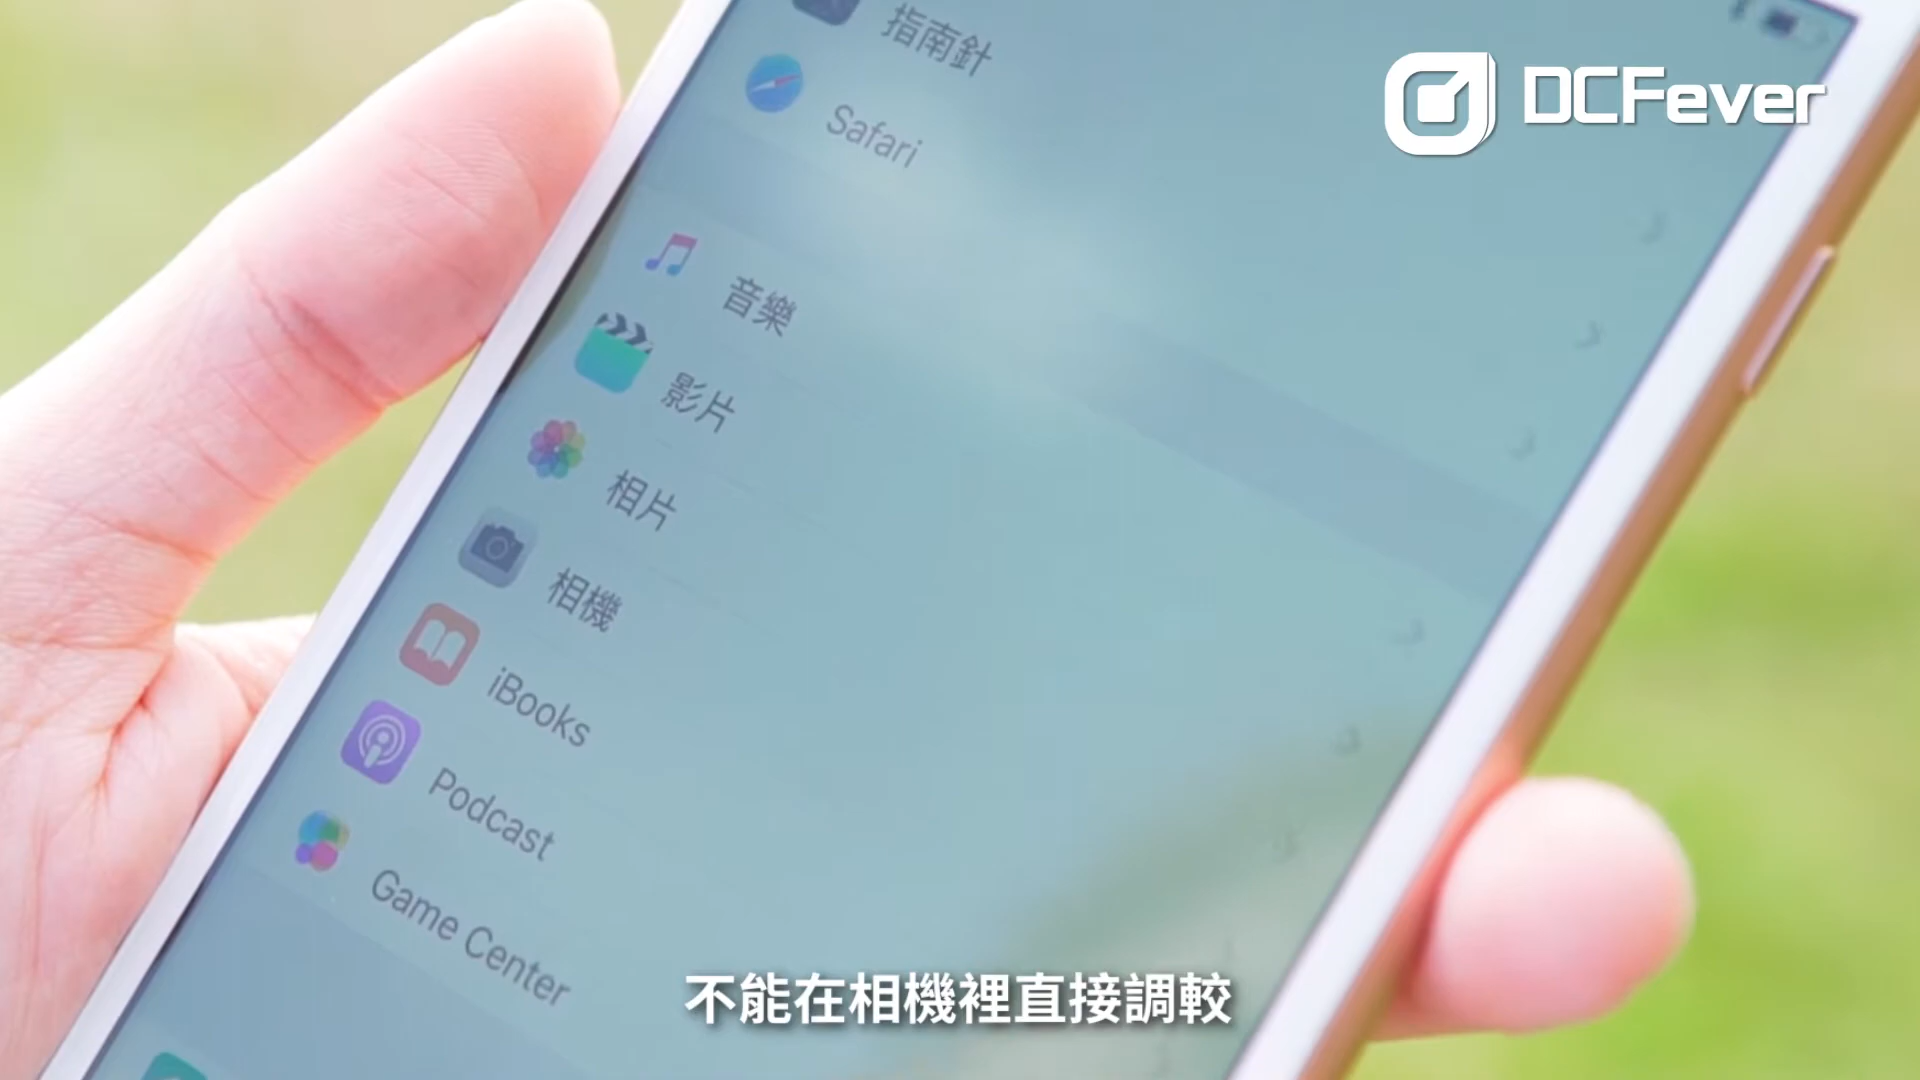 指南針
Safari
DCFever
音樂
影片
相片
相機
iBooks
Podcast
Game Center
不能在相機裡直接調較